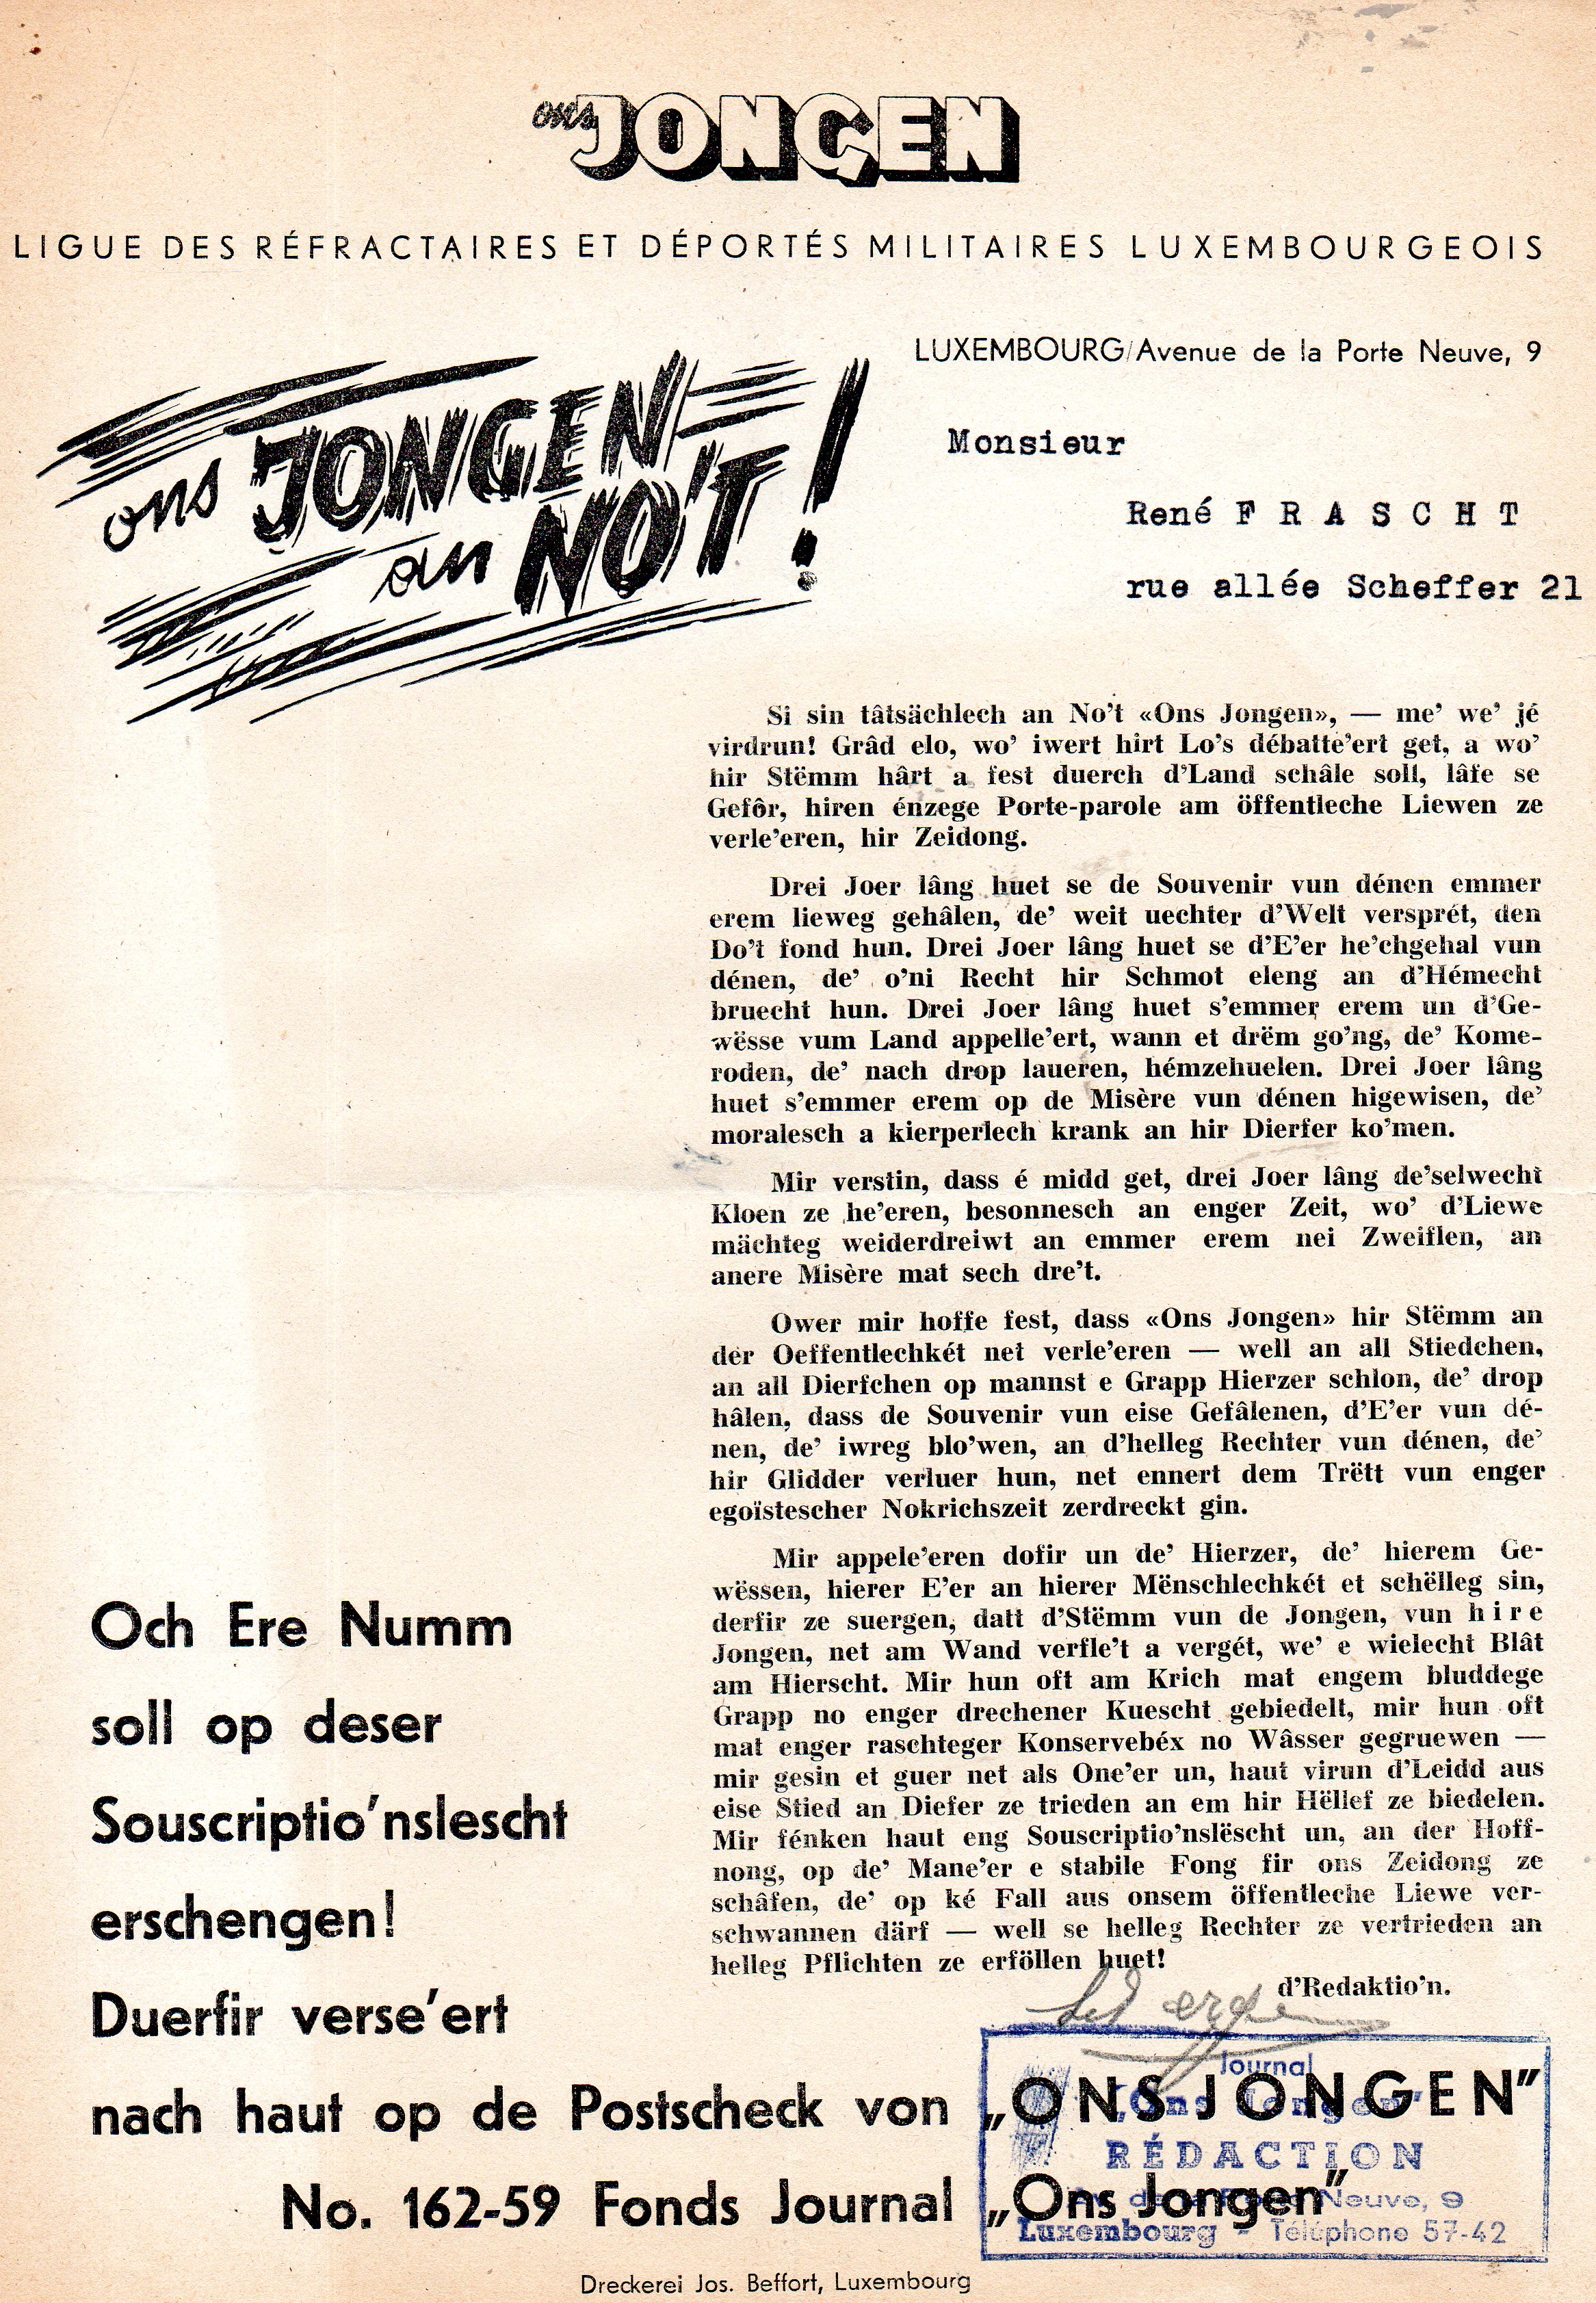 ons JONGEN
LIGUE DES RÉFRACTAIRES ET DÉPORTÉS MILITAIRES LUXEMBOURGEOIS
LUXEMBOURG/Avenue de la Porte Neuve, 9
ons JONGEN
an NO'T!
Monsieur
René F R A S C H T
rue allée Scheffer 21
Si sin tâtsächlech an No't «Ons Jongen», — me' we' jé
virdrun! Grâd elo, wo' iwert hirt Lo's débatte'ert get, a wo'
hir Stëmm hârt a fest duerch d'Land schâle soll, lâfe se
Gefôr, hiren énzege Porte-parole am öffentleche Liewen ze
verle'eren, hir Zeidong.
Drei Joer lâng huet se de Souvenir vun dénen emmer
erem lieweg gehâlen, de' weit uechter d'Welt versprét, den
Do't fond hun. Drei Joer lâng huet se d'E'er he'chgehal vun
dénen, de' o'ni Recht hir Schmot eleng an d'Hémecht
bruecht hun. Drei Joer lâng huet s'emmer erem un d'Ge-
wësse vum Land appelle'ert, wann et drëm go'ng, de' Kome-
roden, de' nach drop laueren, hémzehuelen. Drei Joer lâng
huet s'emmer erem op de Misère vun dénen higewisen, de'
moralesch a kierperlech krank an hir Dierfer ko'men.
Mir verstin, dass é midd get, drei Joer lâng de'selwecht
Kloen ze he'eren, besonnesch an enger Zeit, wo' d'Liewe
mächteg weiderdreiwt an emmer erem nei Zweiflen, an
anere Misère mat sech dre't.
Ower mir hoffe fest, dass «Ons Jongen» hir Stëmm an
der Oeffentlechkét net verle'eren — well an all Stiedchen,
an all Dierfchen op mannst e Grapp Hierzer schlon, de' drop
hâlen, dass de Souvenir vun eise Gefâlenen, d'E'er vun dé-
nen, de' iwreg blo'wen, an d'helleg Rechter vun dénen, de'
hir Glidder verluer hun, net ennert dem Trëtt vun enger
egoïstescher Nokrichszeit zerdreckt gin.
Mir appele'eren dofir un de' Hierzer, de' hierem Ge-
wëssen, hierer E'er an hierer Mënschlechkét et schëlleg sin,
derfir ze suergen, datt d'Stëmm vun de Jongen, vun h i r e
Jongen, net am Wand verfle't a vergét, we' e wielecht Blât
am Hierscht. Mir hun oft am Krich mat engem bluddege
Grapp no enger drechener Kuescht gebiedelt, mir hun oft
mat enger raschteger Konservebéx no Wâsser gegruewen —
mir gesin et guer net als One'er un, haut virun d'Leidd aus
eise Stied an Diefer ze trieden an em hir Hëllef ze biedelen.
Mir fénken haut eng Souscriptio'nslëscht un, an der Hoff-
nong, op de' Mane'er e stabile Fong fir ons Zeidong ze
schâfen, de' op ké Fall aus onsem öffentleche Liewe ver-
schwannen därf — well se helleg Rechter ze vertrieden an
helleg Pflichten ze erföllen huet!
d'Redaktio'n.
Och Ere Numm
soll op deser
Souscriptio'nslescht
erschengen!
Duerfir verse'ert
nach haut op de Postscheck von „ONS JONGEN"
No. 162-59 Fonds Journal „Ons Jongen"
Journal
"Ons Jongen"
RÉDACTION
Av. de la Porte Neuve, 9
Luxembourg - Téléphone 57-42
Dreckerei Jos. Beffort, Luxembourg